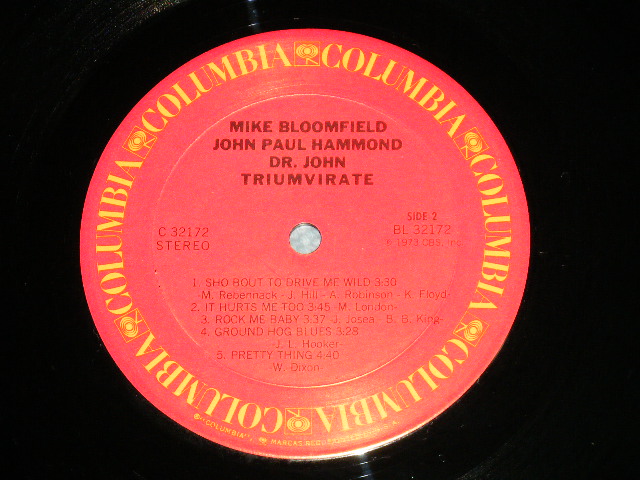 COLUMBIA COLUMBIA COLUMBIA COLUMBIA COLUMBIA COLUMBIA
MIKE BLOOMFIELD
JOHN PAUL HAMMOND
DR. JOHN
TRIUMVIRATE
C 32172
STEREO
SIDE 2
BL 32172
℗ 1973 CBS, Inc.
1. SHO BOUT TO DRIVE ME WILD 3:30
-M. Rebennack - J. Hill - A. Robinson - K. Floyd-
2. IT HURTS ME TOO 3:45 -M. London-
3. ROCK ME BABY 3:37 -J. Josea - B. B. King-
4. GROUND HOG BLUES 3:28
-J. L. Hooker-
5. PRETTY THING 4:40
-W. Dixon-
"COLUMBIA", MARCAS